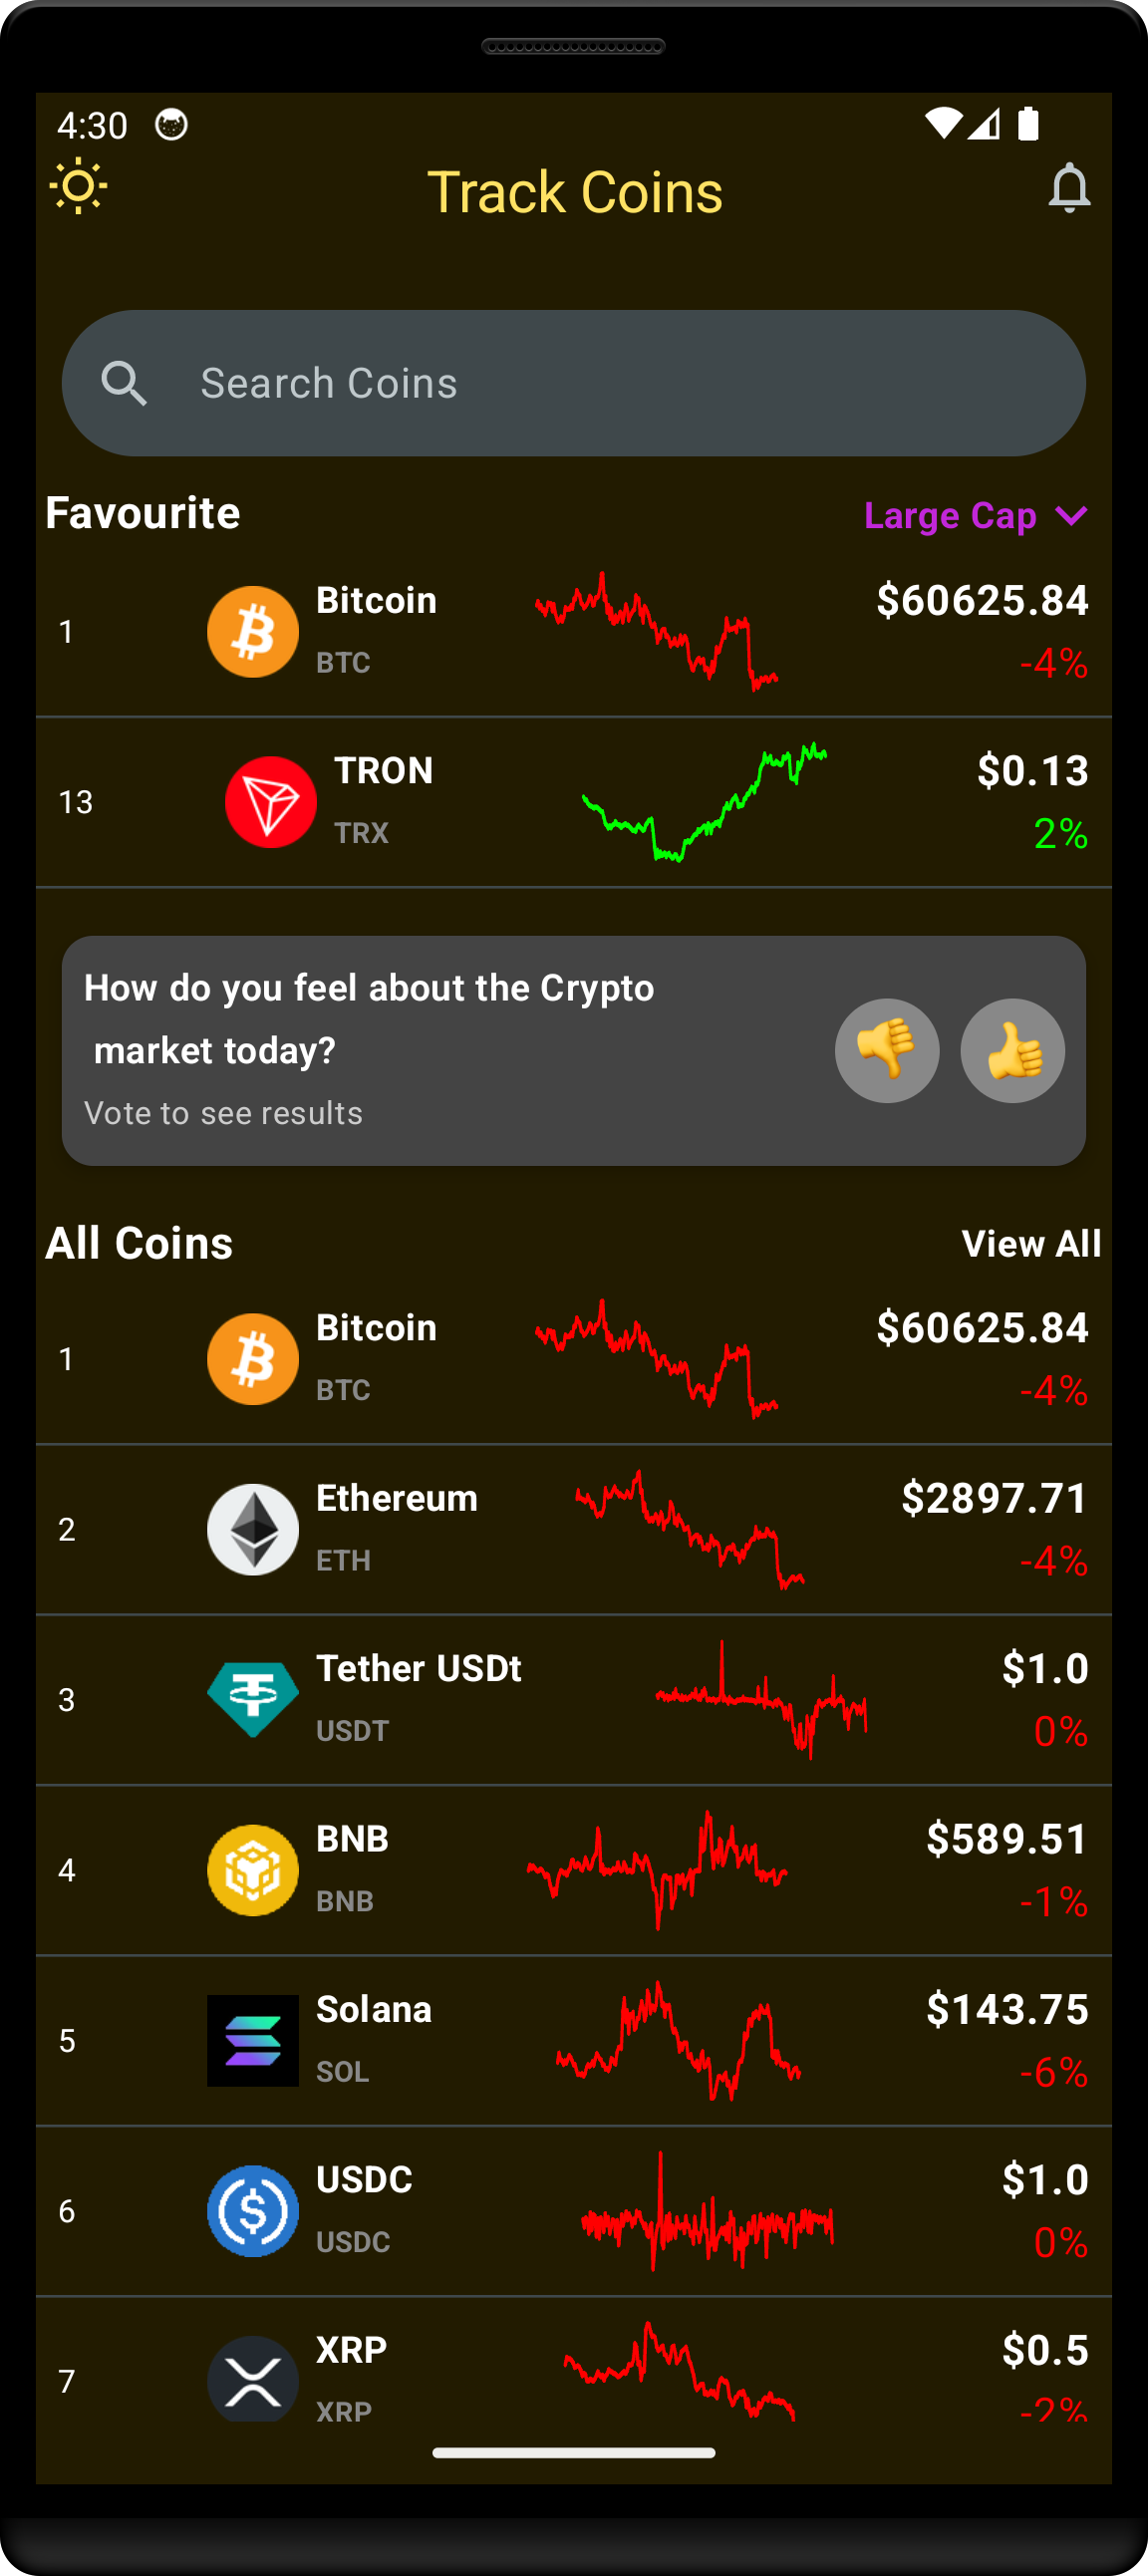 4:30
Track Coins
Search Coins
Favourite
Large Cap
1
Bitcoin
BTC
$60625.84
-4%
13
TRON
TRX
$0.13
2%
How do you feel about the Crypto
market today?
Vote to see results
All Coins
View All
1
Bitcoin
BTC
$60625.84
-4%
2
Ethereum
ETH
$2897.71
-4%
3
Tether USDt
USDT
$1.0
0%
4
BNB
BNB
$589.51
-1%
5
Solana
SOL
$143.75
-6%
6
USDC
USDC
$1.0
0%
7
XRP
XRP
$0.5
-2%